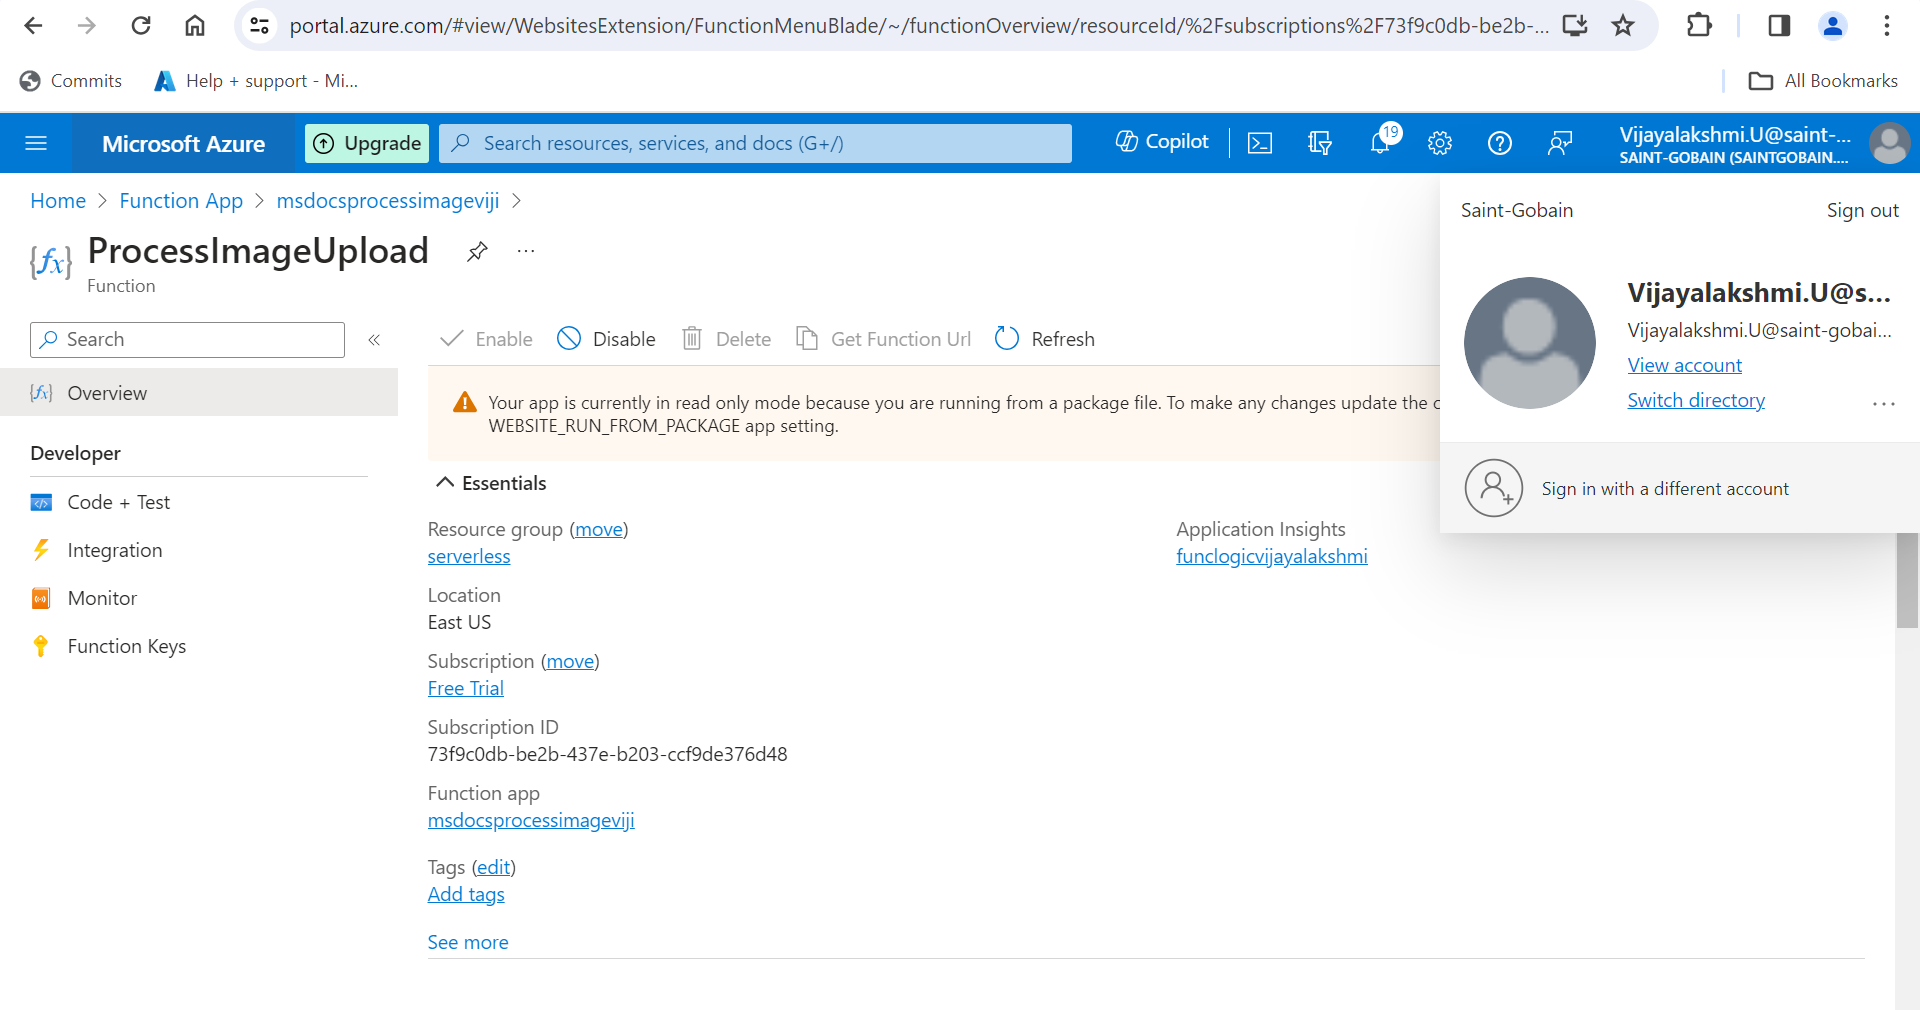 portal.azure.com/#view/WebsitesExtension/FunctionMenuBlade/~/functionOverview/resourceId/%2Fsubscriptions%2F73f9c0db-be2b-...
Commits
Help + support - Mi...
All Bookmarks
Microsoft Azure
Upgrade
Search resources, services, and docs (G+/)
Copilot
19
Vijayalakshmi.U@saint-...
SAINT-GOBAIN (SAINTGOBAIN....
Home > Function App > msdocsprocessimageviji >
Saint-Gobain
Sign out
{fx}
ProcessImageUpload
...
Function
Vijayalakshmi.U@s...
Vijayalakshmi.U@saint-gobai...
View account
Switch directory
...
Sign in with a different account
Search
«
Enable
Disable
Delete
Get Function Url
Refresh
{fx} Overview
Developer
Code + Test
Integration
Monitor
Function Keys
Your app is currently in read only mode because you are running from a package file. To make any changes update the c
WEBSITE_RUN_FROM_PACKAGE app setting.
Essentials
Resource group (move)
serverless
Location
East US
Subscription (move)
Free Trial
Subscription ID
73f9c0db-be2b-437e-b203-ccf9de376d48
Function app
msdocsprocessimageviji
Tags (edit)
Add tags
See more
Application Insights
funclogicvijayalakshmi